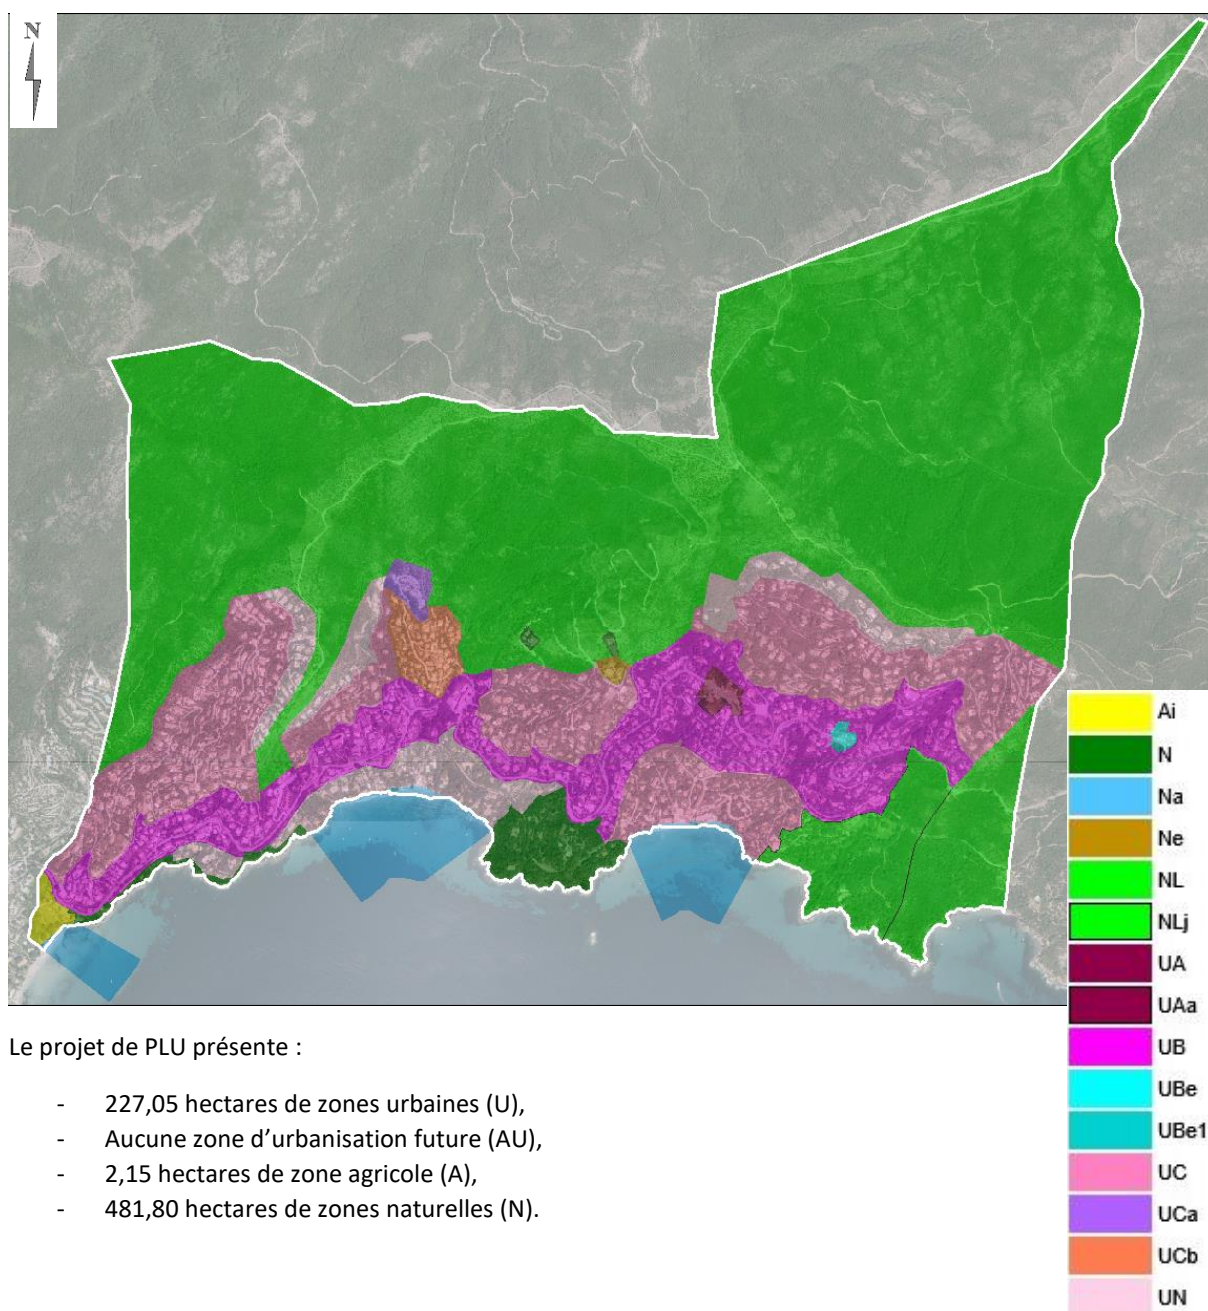 N
Ai
N
Na
Ne
NL
NLj
UA
UAa
UB
UBe
UBe1
UC
UCa
UCb
UN
Le projet de PLU présente :
- 227,05 hectares de zones urbaines (U),
- Aucune zone d’urbanisation future (AU),
- 2,15 hectares de zone agricole (A),
- 481,80 hectares de zones naturelles (N).